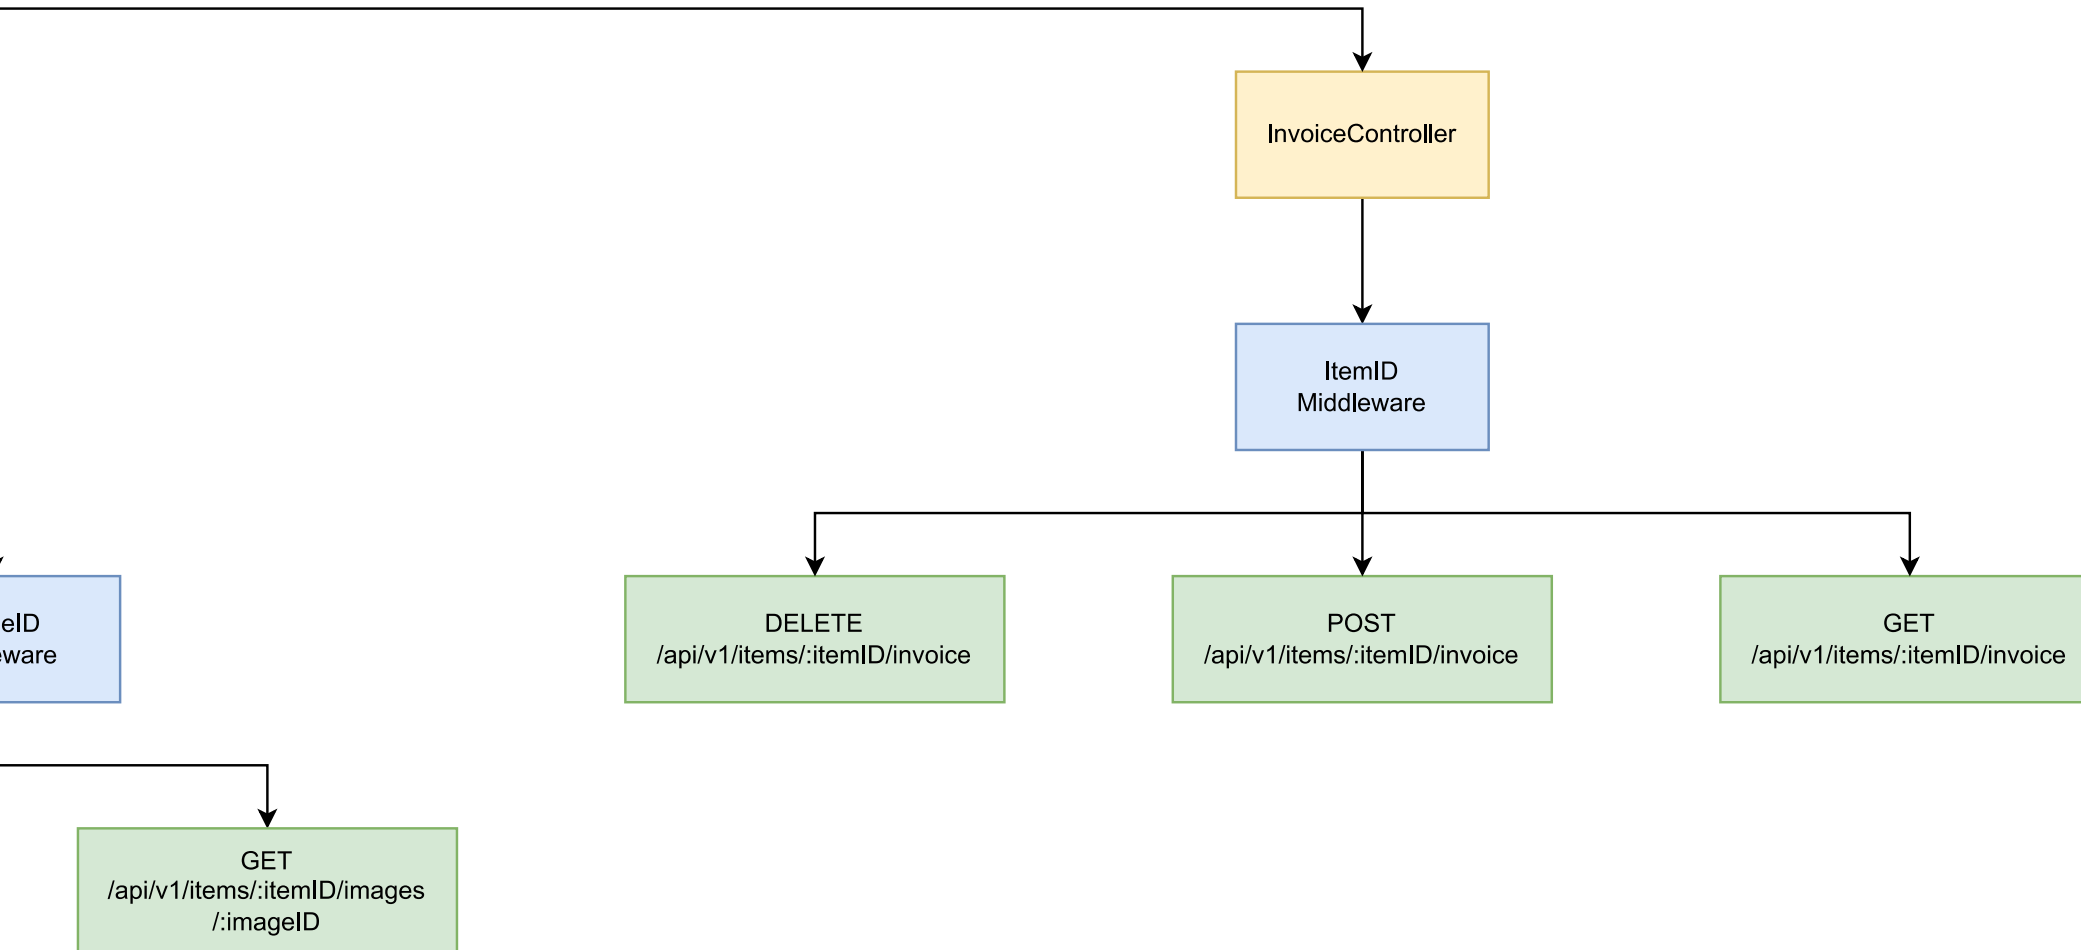 InvoiceController
ItemID
Middleware
eID
ware
DELETE
/api/v1/items/:itemID/invoice
POST
/api/v1/items/:itemID/invoice
GET
/api/v1/items/:itemID/invoice
GET
/api/v1/items/:itemID/images
/:imageID